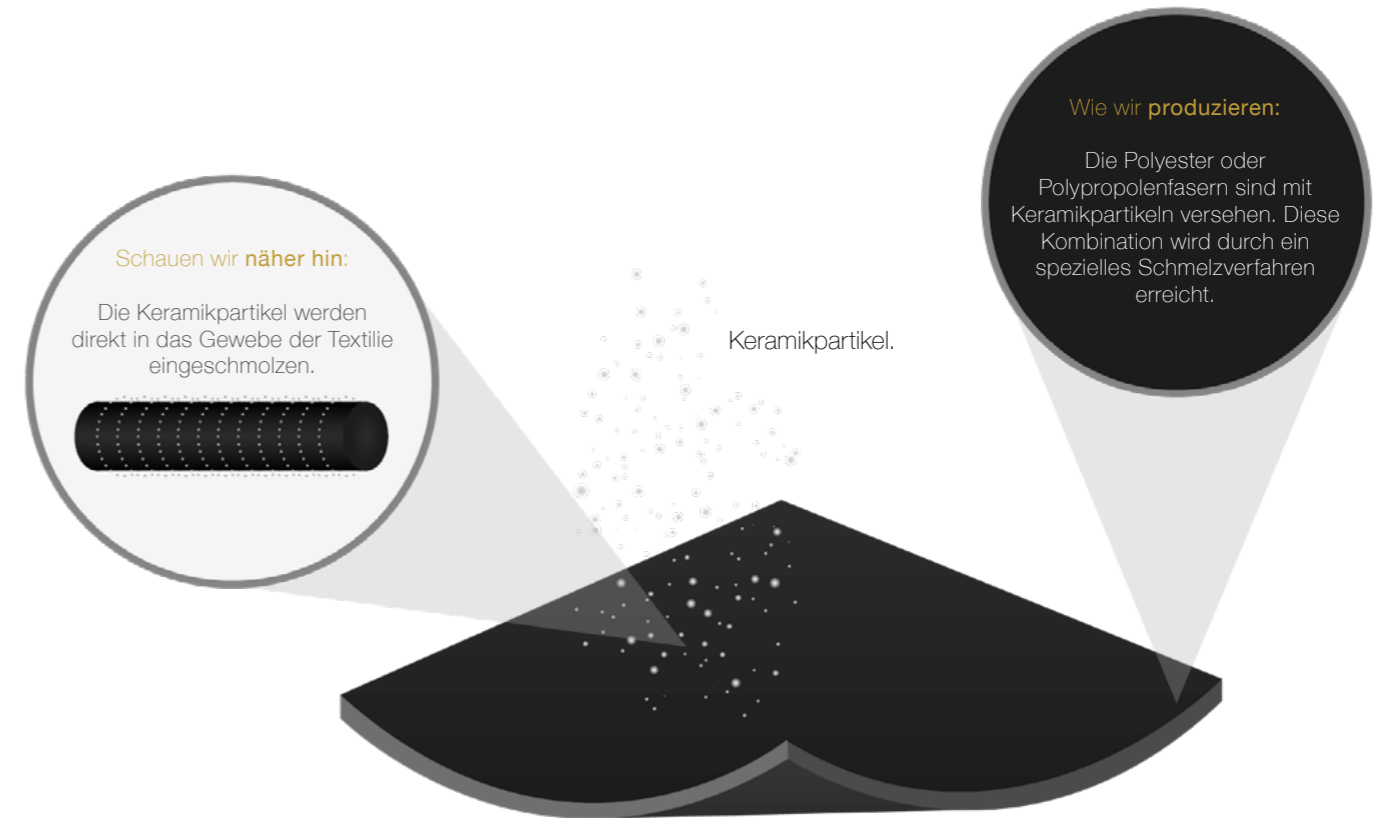 Schauen wir näher hin:
Die Keramikpartikel werden
direkt in das Gewebe der Textilie
eingeschmolzen.
Keramikpartikel.
Wie wir produzieren:
Die Polyester oder
Polypropolenfasern sind mit
Keramikpartikeln versehen. Diese
Kombination wird durch ein
spezielles Schmelzverfahren
erreicht.